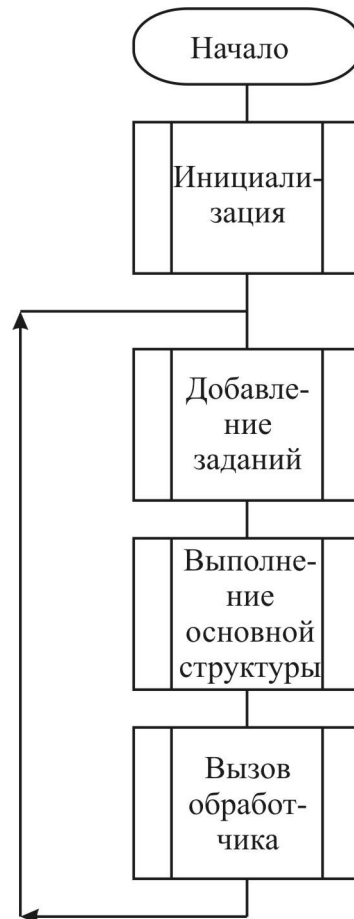 Начало
Инициали-
зация
Добавле-
ние
заданий
Выполне-
ние
основной
структуры
Вызов
обработ-
чика